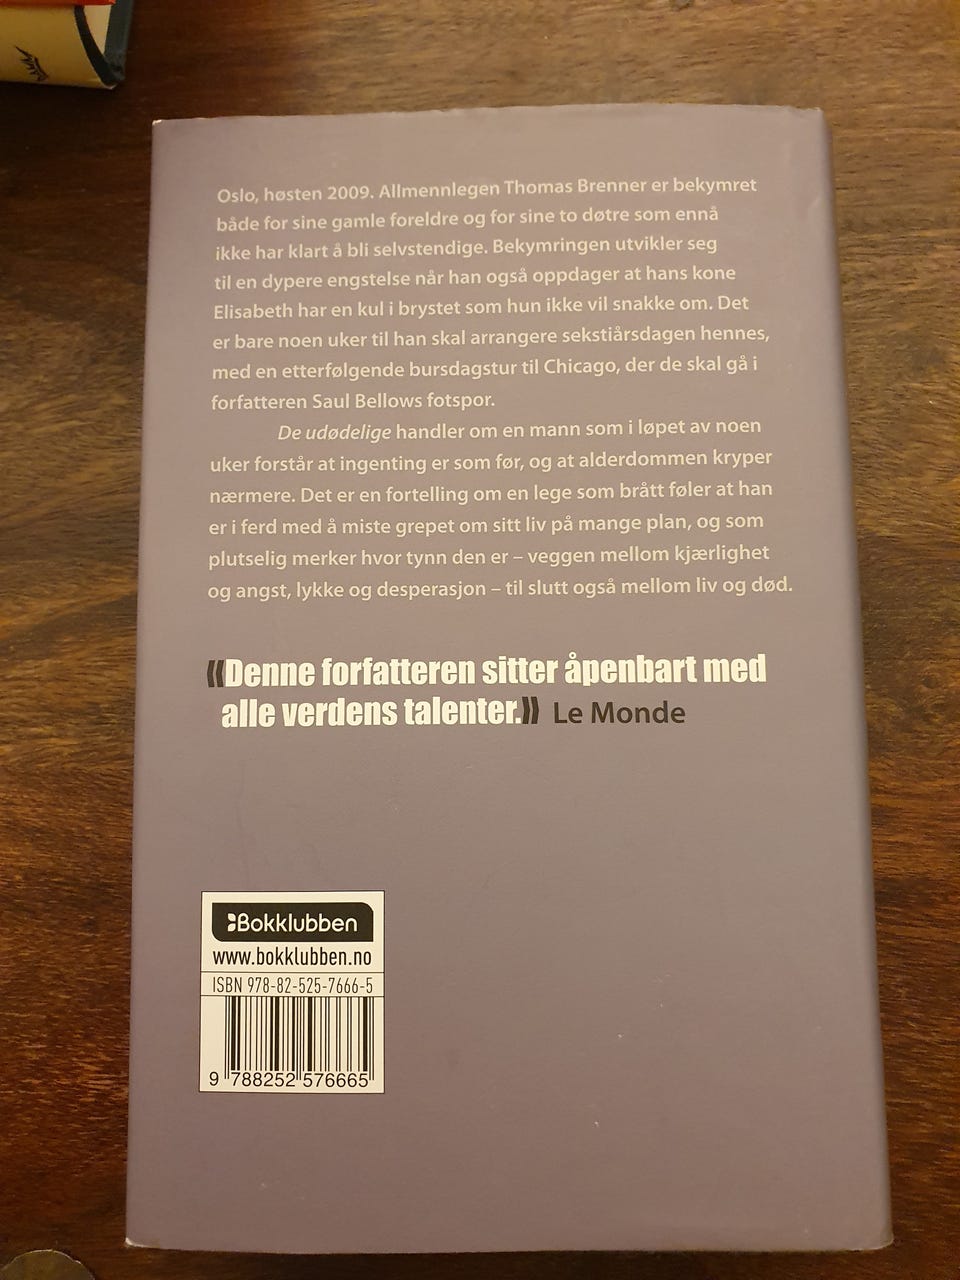 Oslo, høsten 2009. Allmennlegen Thomas Brenner er bekymret
både for sine gamle foreldre og for sine to døtre som ennå
ikke har klart å bli selvstendige. Bekymringen utvikler seg
til en dypere engstelse når han også oppdager at hans kone
Elisabeth har en kul i brystet som hun ikke vil snakke om. Det
er bare noen uker til han skal arrangere sekstiårsdagen hennes,
med en etterfølgende bursdagstur til Chicago, der de skal gå i
forfatteren Saul Bellows fotspor.
De udødelige handler om en mann som i løpet av noen
uker forstår at ingenting er som før, og at alderdommen kryper
nærmere. Det er en fortelling om en lege som brått føler at han
er i ferd med å miste grepet om sitt liv på mange plan, og som
plutselig merker hvor tynn den er – veggen mellom kjærlighet
og angst, lykke og desperasjon – til slutt også mellom liv og død.
«Denne forfatteren sitter åpenbart med
alle verdens talenter.» Le Monde
Bokklubben
www.bokklubben.no
ISBN 978-82-525-7666-5
9 788252 576665